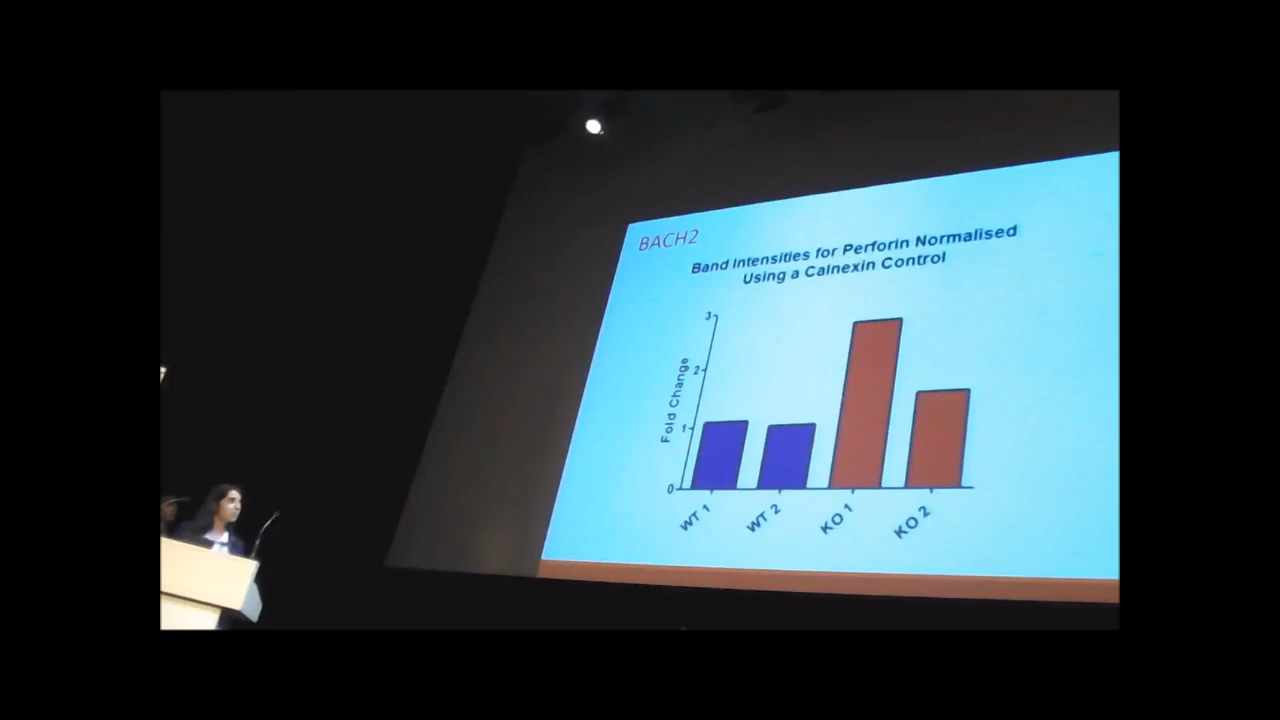 BACH2
Band Intensities for Perforin Normalised
Using a Calnexin Control
Fold Change
3
2
1
0
WT 1
WT 2
KO 1
KO 2